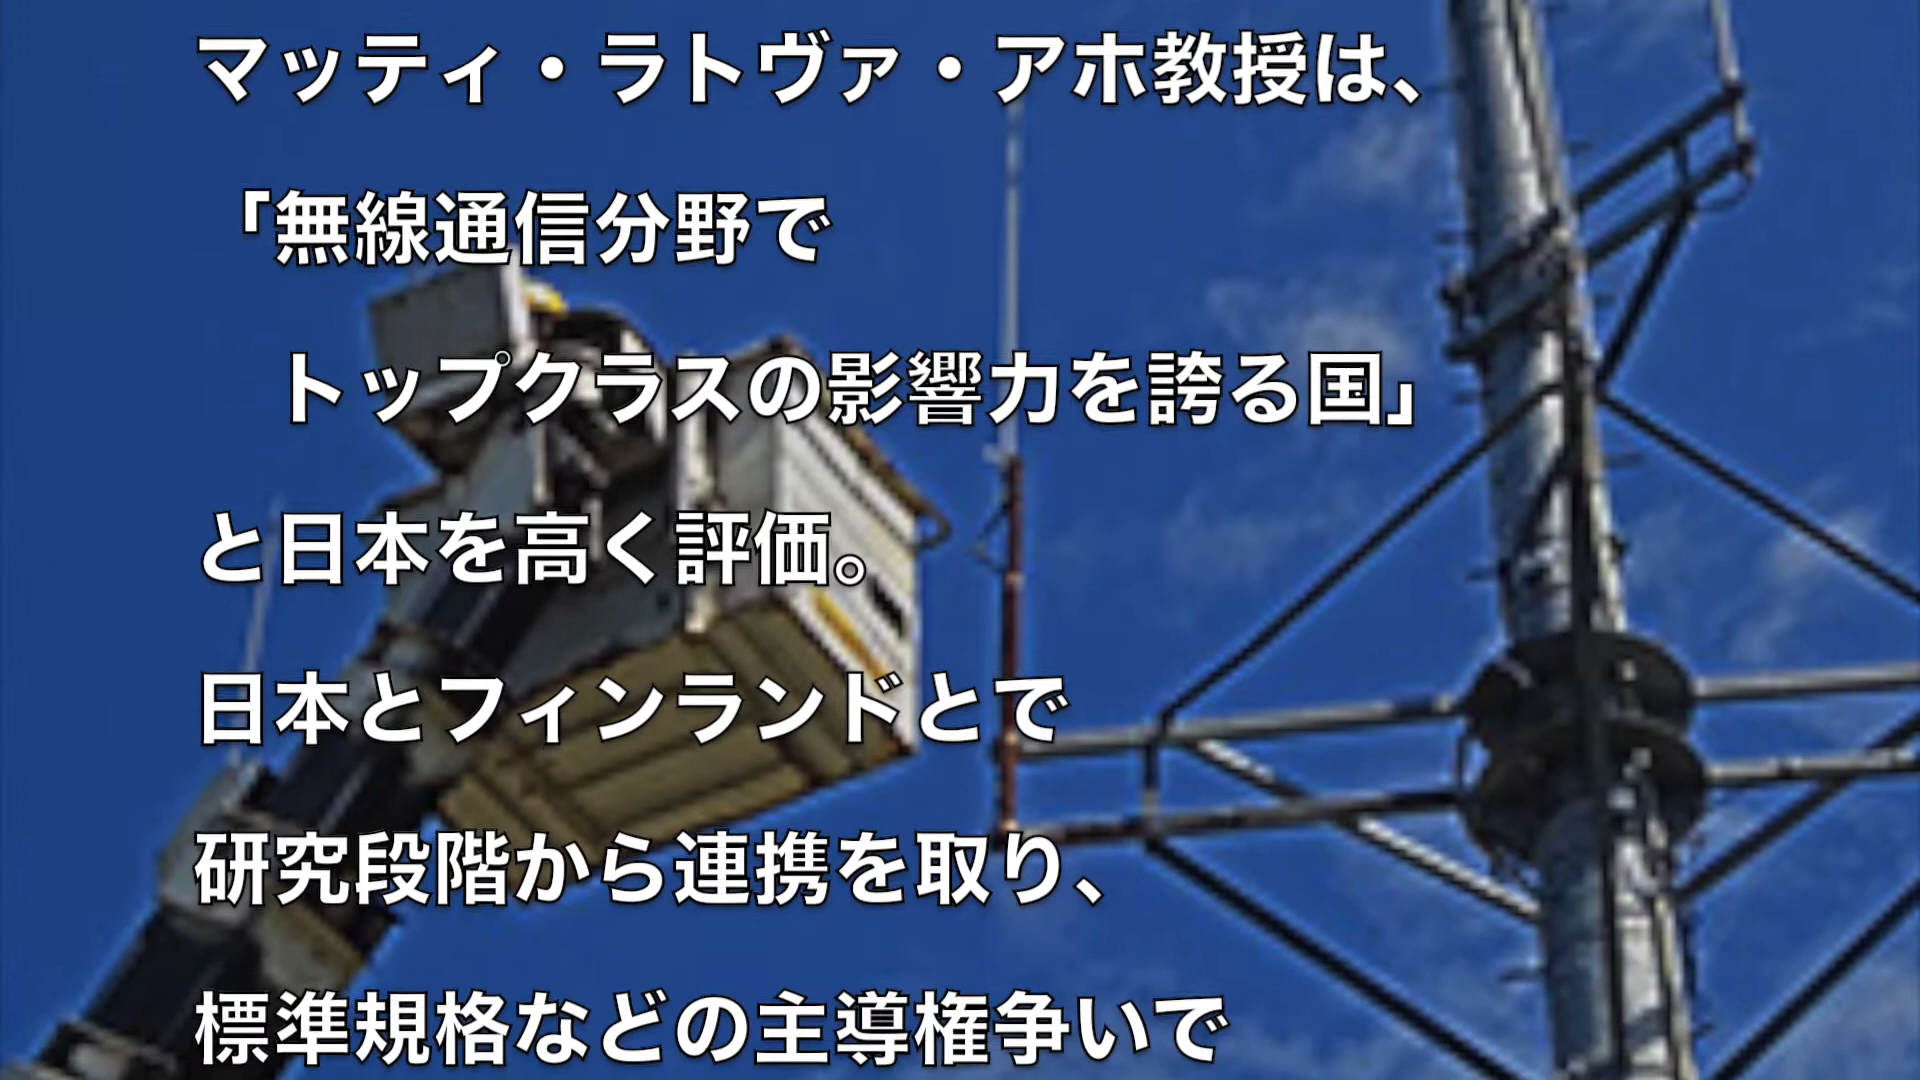 マッティ・ラトヴァ・アホ教授は、
「無線通信分野で
トップクラスの影響力を誇る国」
と日本を高く評価。
日本とフィンランドとで
研究段階から連携を取り、
標準規格などの主導権争いで